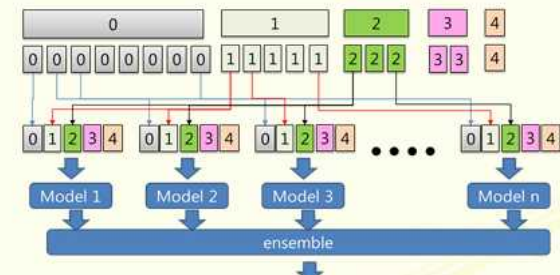 0 1 2 3 4
0 0 0 0 0 0 0 0 1 1 1 1 1 2 2 2 3 3 4
0 1 2 3 4 0 1 2 3 4 0 1 2 3 4 0 1 2 3 4
Model 1 Model 2 Model 3 Model n
ensemble